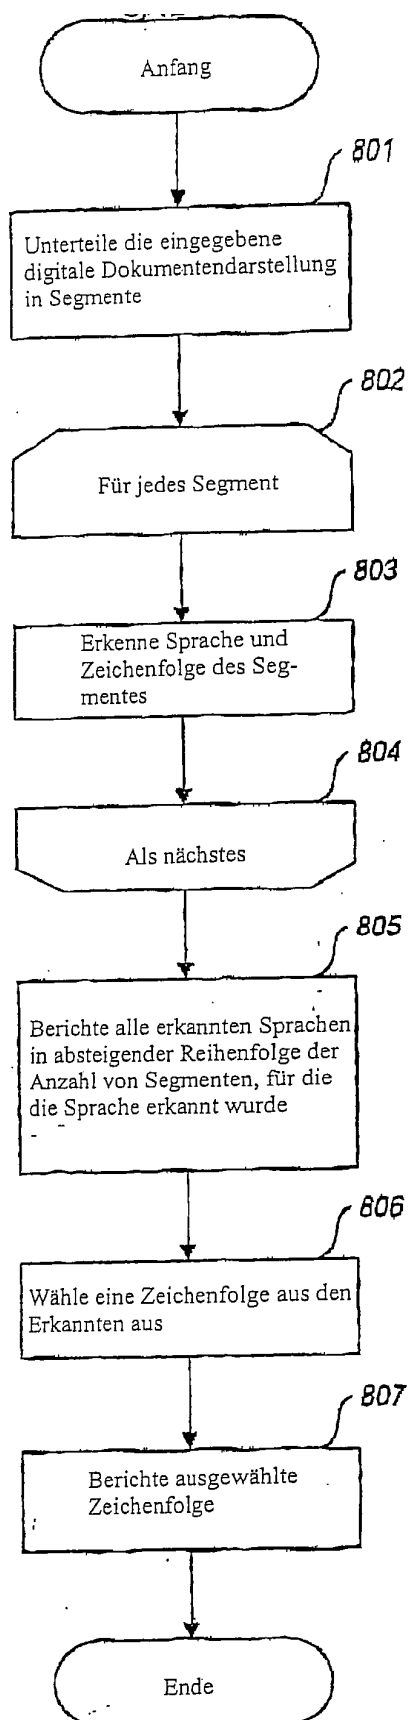 Anfang
801
Unterteile die eingegebene
digitale Dokumentendarstellung
in Segmente
802
Für jedes Segment
803
Erkenne Sprache und
Zeichenfolge des Seg-
mentes
804
Als nächstes
805
Berichte alle erkannten Sprachen
in absteigender Reihenfolge der
Anzahl von Segmenten, für die
die Sprache erkannt wurde
806
Wähle eine Zeichenfolge aus den
Erkannten aus
807
Berichte ausgewählte
Zeichenfolge
Ende